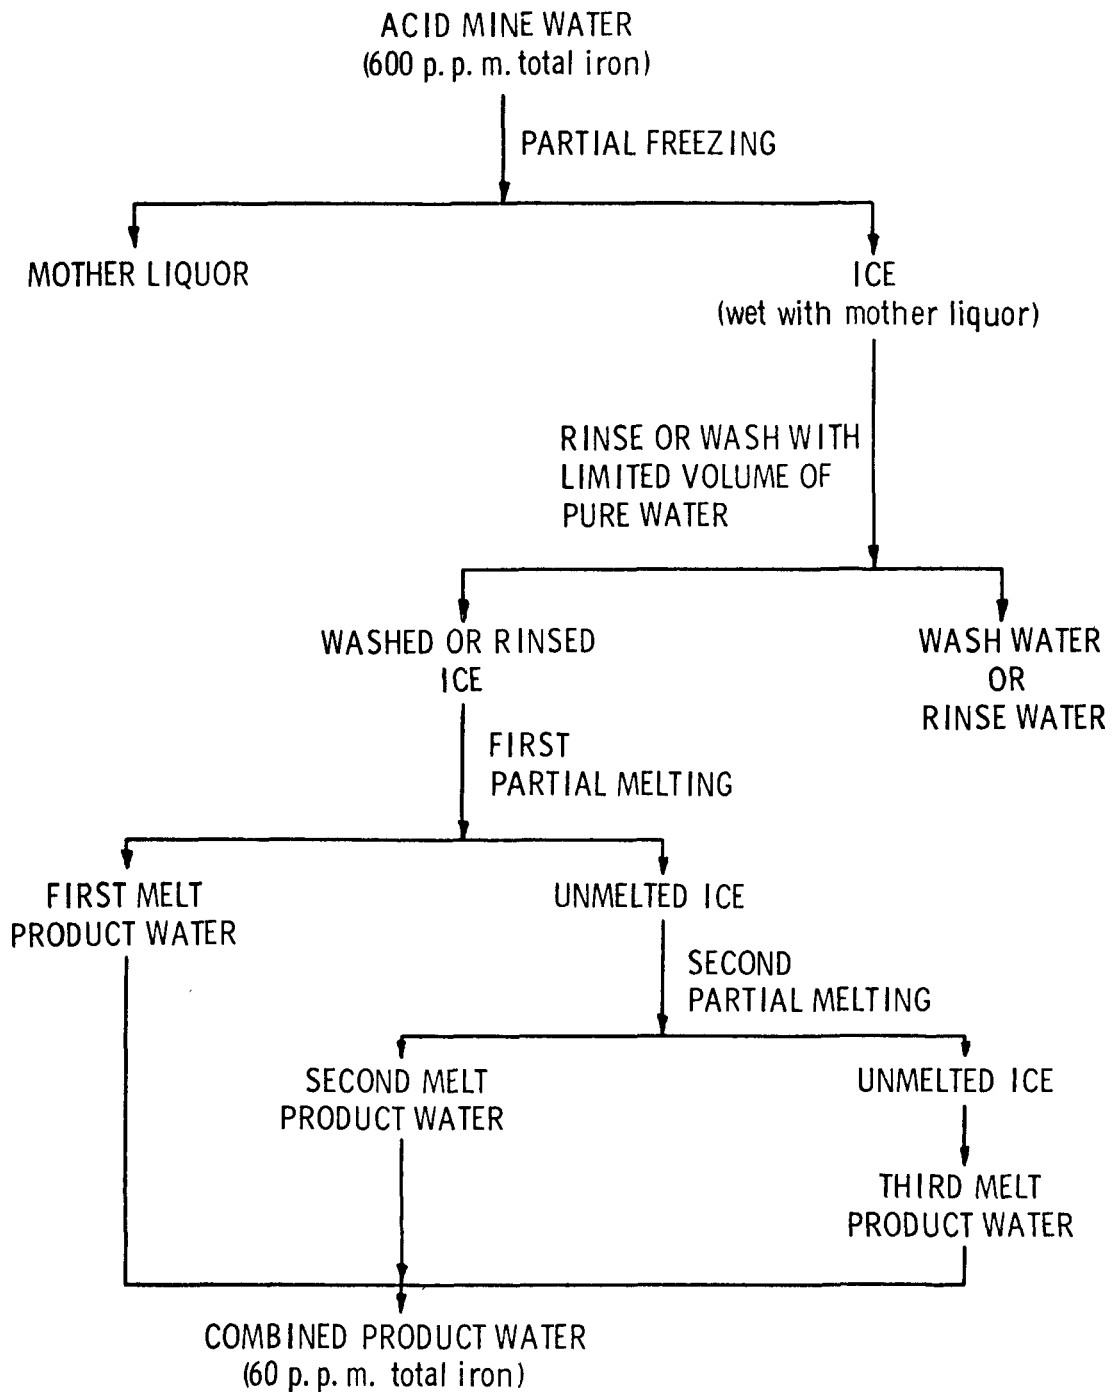 ACID MINE WATER
(600 p. p. m. total iron)
PARTIAL FREEZING
MOTHER LIQUOR
ICE
(wet with mother liquor)
RINSE OR WASH WITH
LIMITED VOLUME OF
PURE WATER
WASHED OR RINSED
ICE
WASH WATER
OR
RINSE WATER
FIRST
PARTIAL MELTING
FIRST MELT
PRODUCT WATER
UNMELTED ICE
SECOND
PARTIAL MELTING
SECOND MELT
PRODUCT WATER
UNMELTED ICE
THIRD MELT
PRODUCT WATER
COMBINED PRODUCT WATER
(60 p. p. m. total iron)